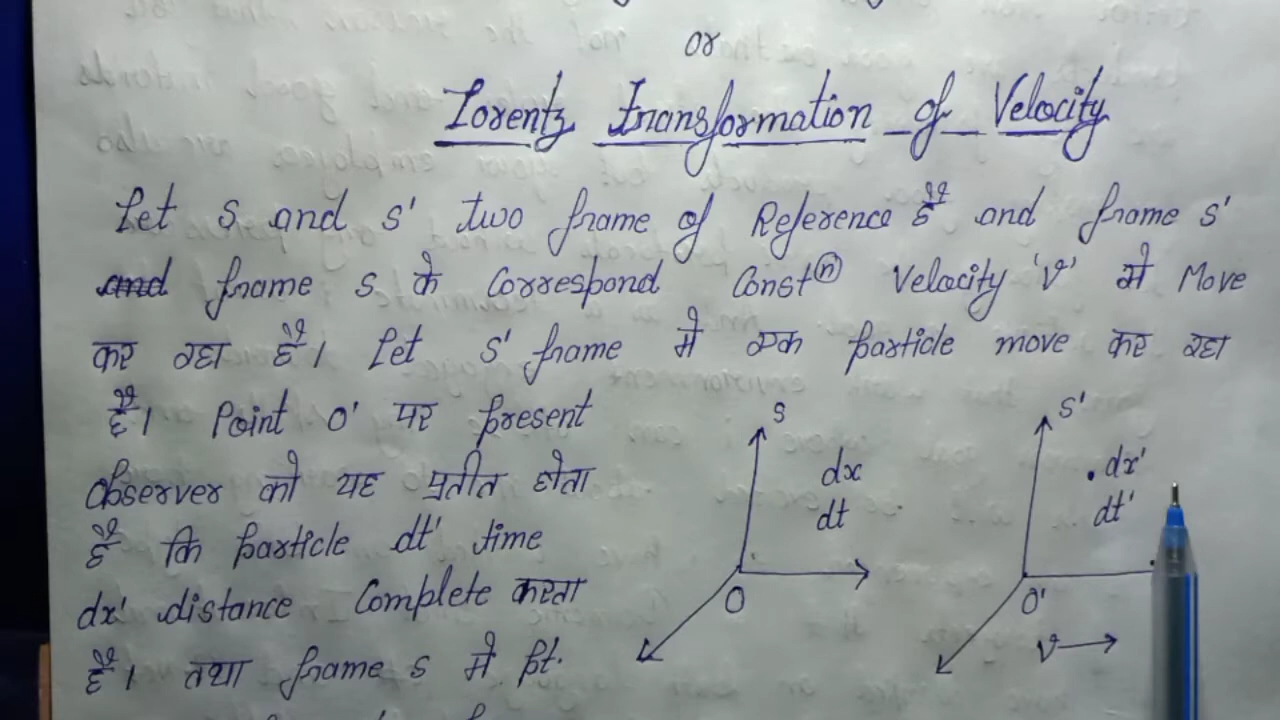 or
Lorentz Transformation of Velocity
Let S and S' two frame of Reference है and frame S'
and frame S के Correspond Constⁿ Velocity 'v' से Move
कर रहा है। Let S' frame में एक particle move कर रहा
है। Point O' पर present
Observer को यह प्रतीत होता
है कि particle dt' time
dx' distance Complete करता
है। तथा frame S में pt.
S
dx
dt
O
S'
dx'
dt'
O'
v